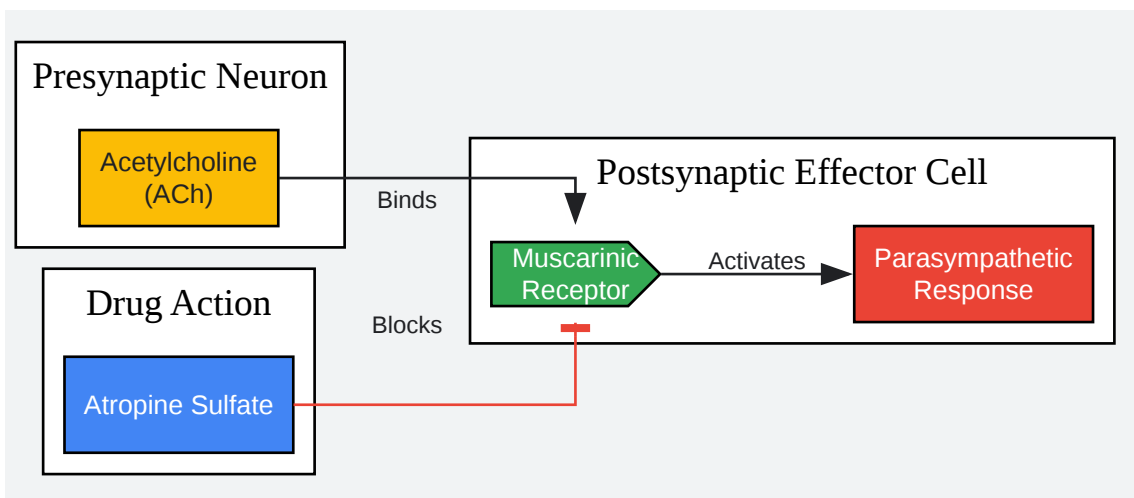 Presynaptic Neuron
Acetylcholine
(ACh)
Binds
Postsynaptic Effector Cell
Muscarinic
Receptor
Activates
Parasympathetic
Response
Drug Action
Blocks
Atropine Sulfate